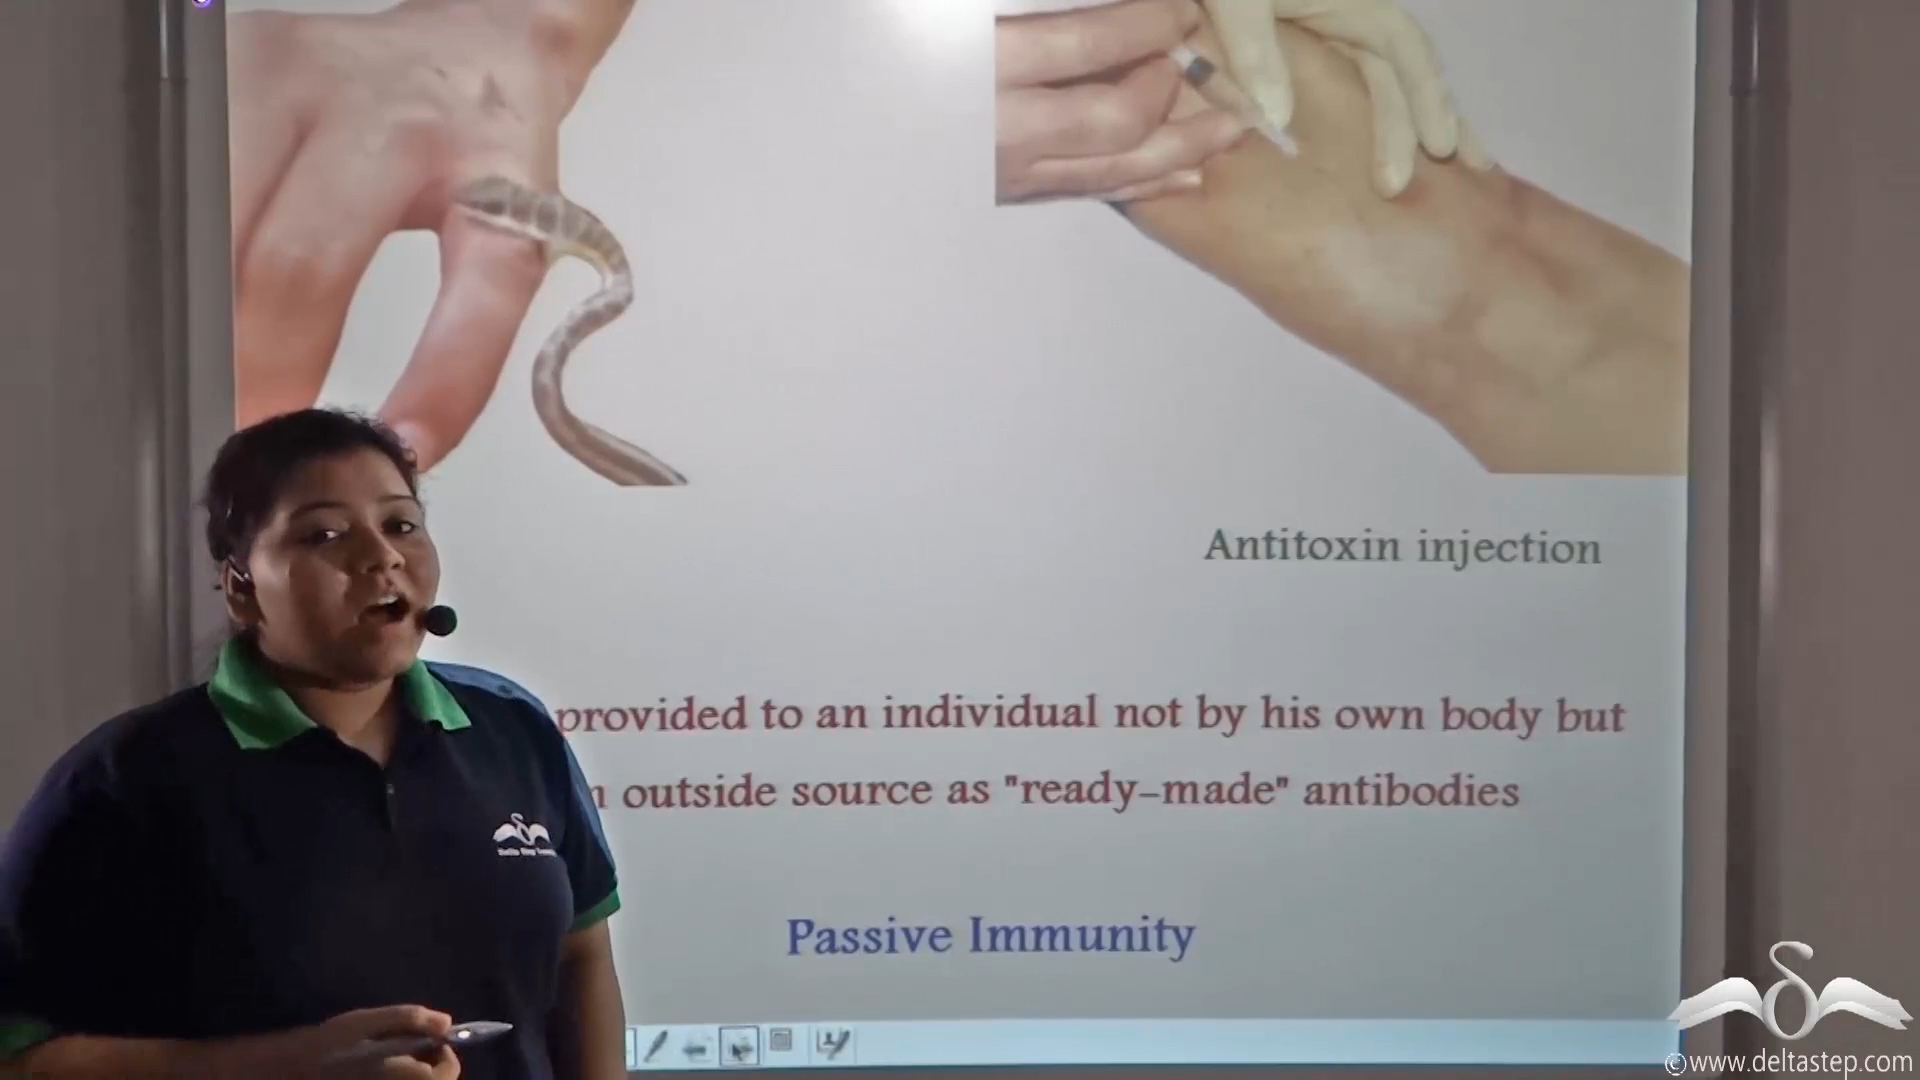 Antitoxin injection
provided to an individual not by his own body but
outside source as "ready-made" antibodies
Passive Immunity
©www.deltastep.com